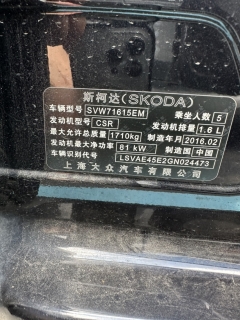 斯柯达(SKODA)
车辆型号 SVW71615EM 乘坐人数 5
发动机型号 CSR 发动机排量 1.6 L
最大允许总质量 1710kg 制造年月 2016.02
发动机最大净功率 81 kW 制造国 中国
车辆识别代号 LSVAE45E2GN024473
上海大众汽车有限公司